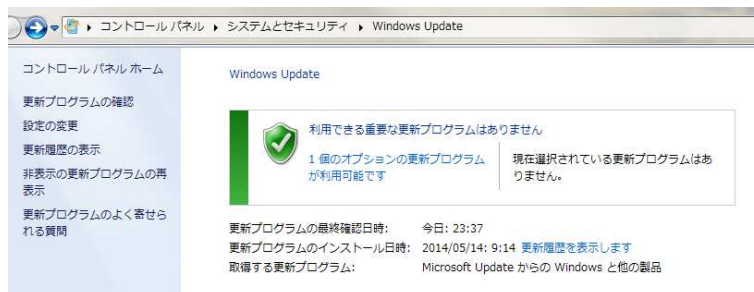 コントロール パネル ▸ システムとセキュリティ ▸ Windows Update
コントロール パネル ホーム
更新プログラムの確認
設定の変更
更新履歴の表示
非表示の更新プログラムの再
表示
更新プログラムのよく寄せら
れる質問
Windows Update
利用できる重要な更新プログラムはありません
1 個のオプションの更新プログラム
が利用可能です
現在選択されている更新プログラムはあ
りません。
更新プログラムの最終確認日時: 今日: 23:37
更新プログラムのインストール日時: 2014/05/14: 9:14 更新履歴を表示します
取得する更新プログラム: Microsoft Update からの Windows と他の製品